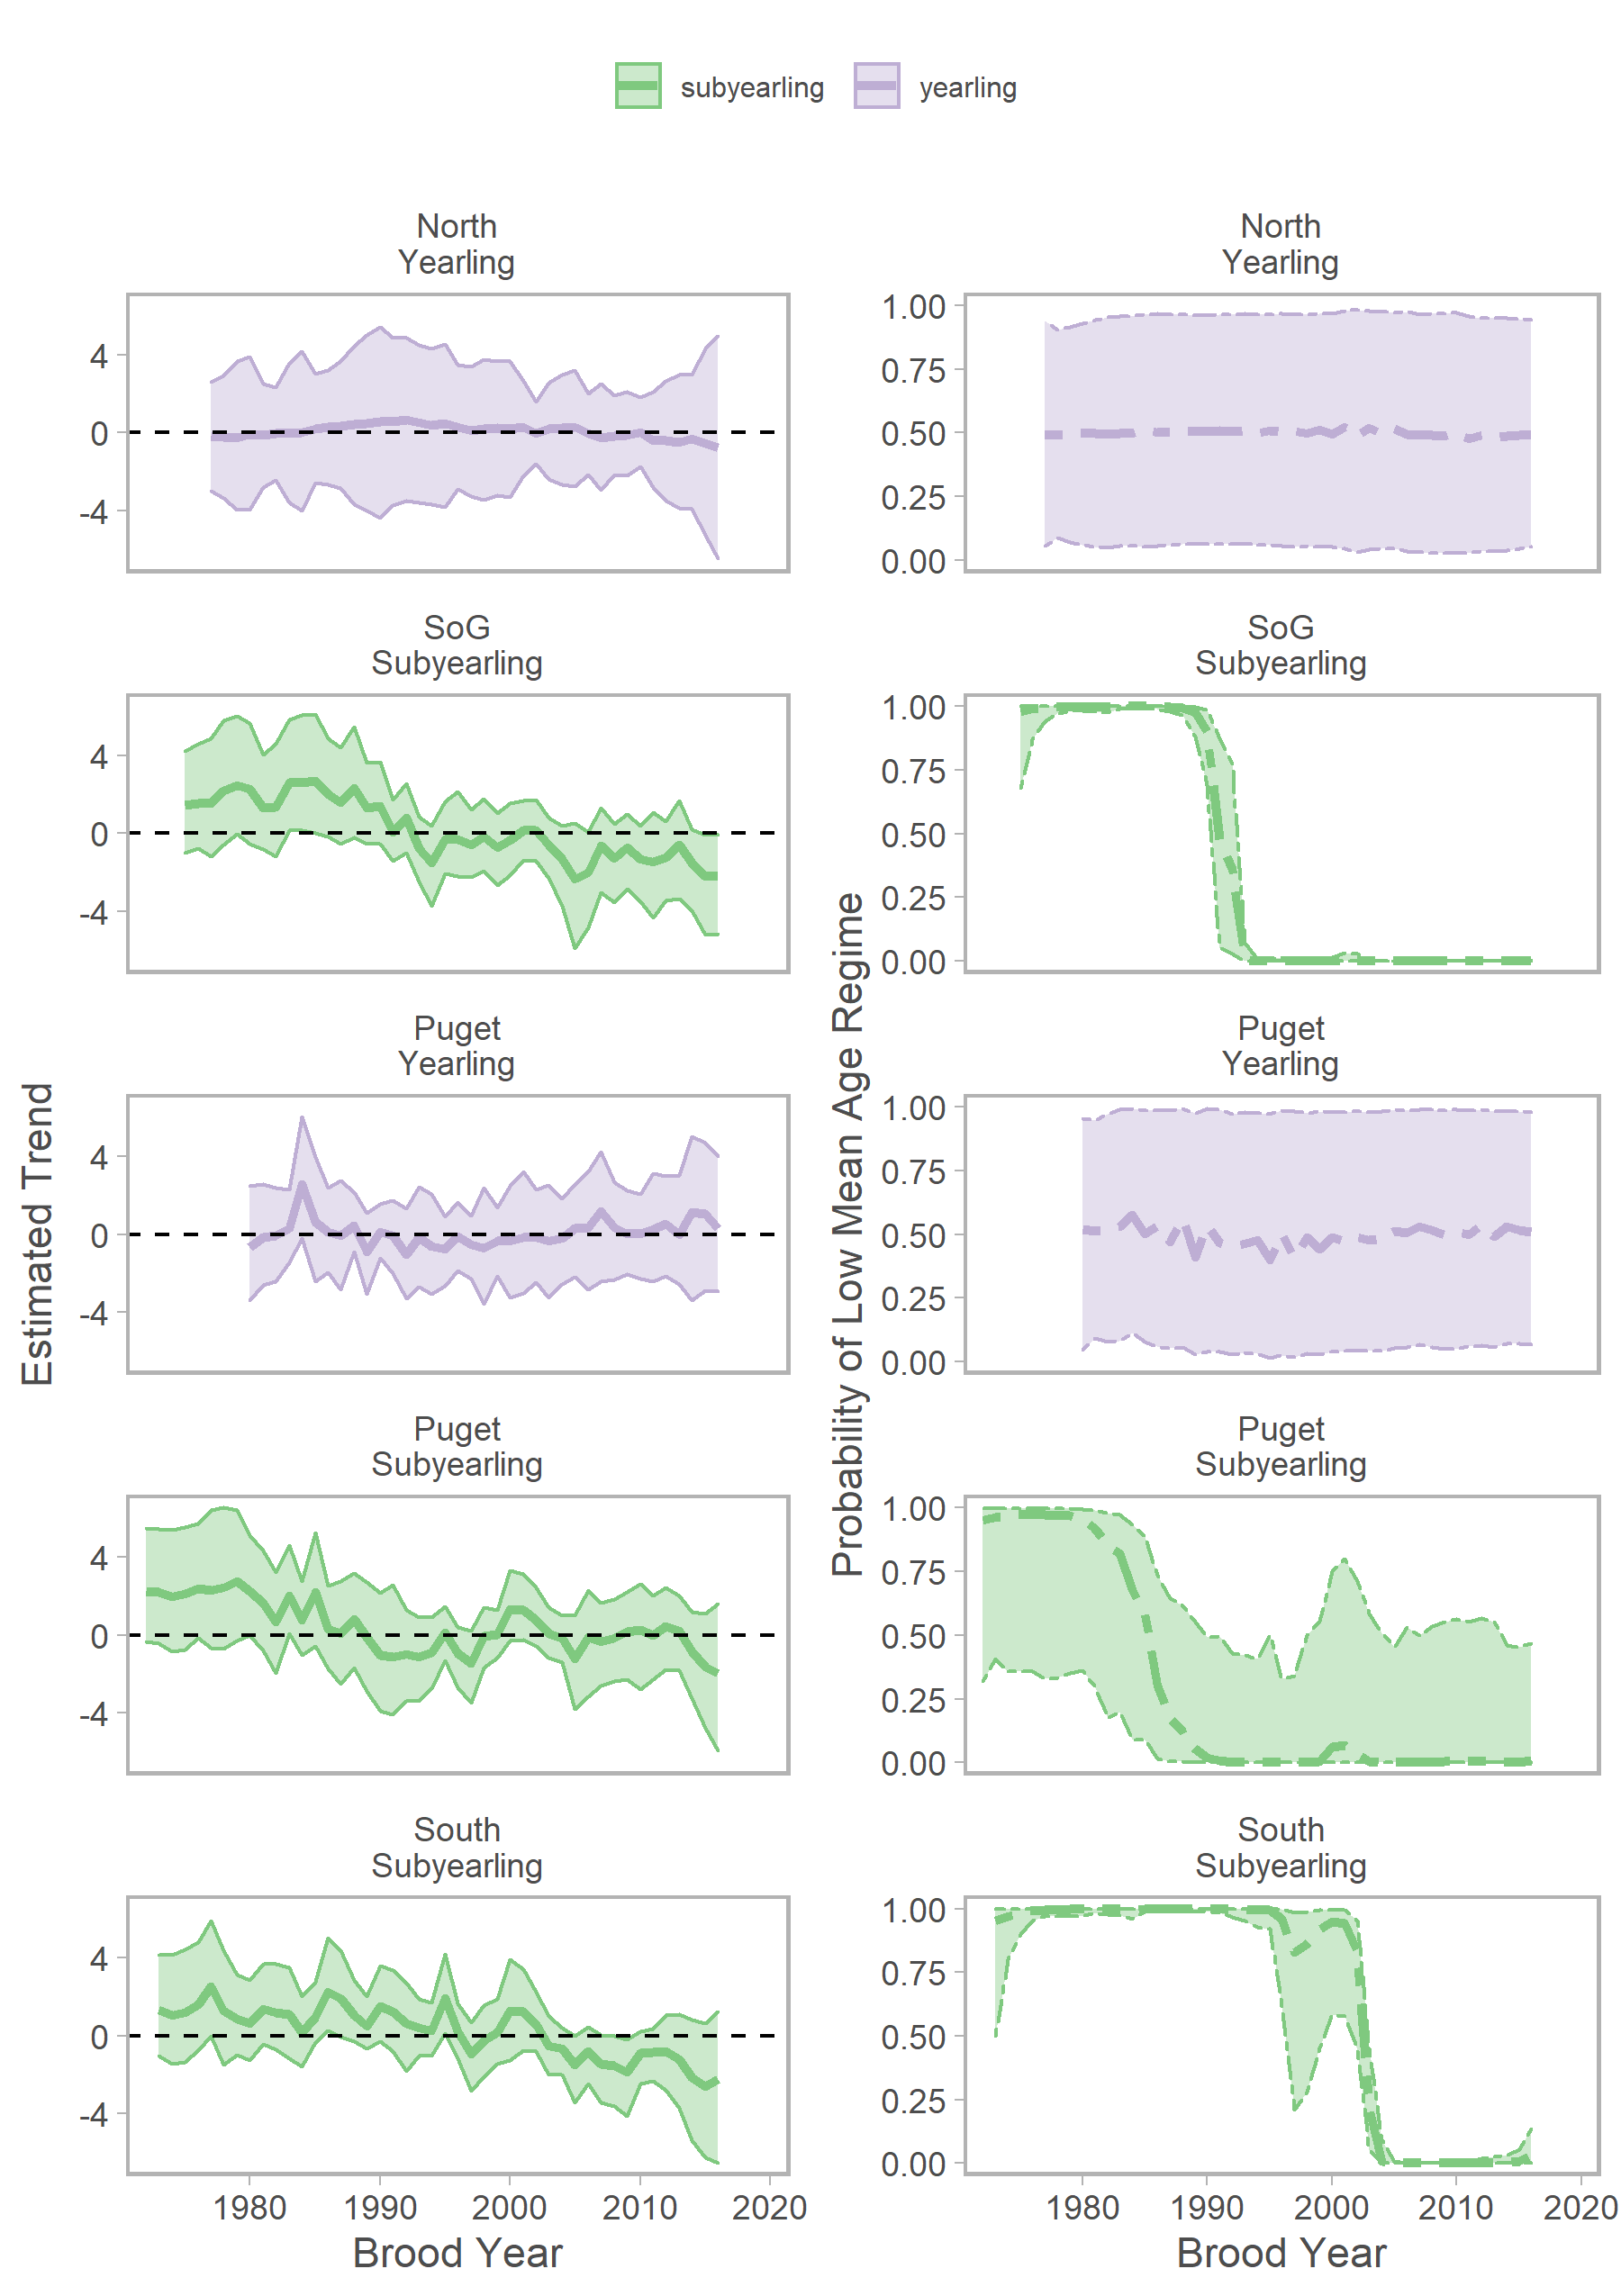 subyearling
yearling
North
Yearling
North
Yearling
4
0
-4
1.00
0.75
0.50
0.25
0.00
SoG
Subyearling
SoG
Subyearling
4
0
-4
1.00
0.75
0.50
0.25
0.00
Puget
Yearling
Puget
Yearling
4
0
-4
1.00
0.75
0.50
0.25
0.00
Estimated Trend
Probability of Low Mean Age Regime
Puget
Subyearling
Puget
Subyearling
4
0
-4
1.00
0.75
0.50
0.25
0.00
South
Subyearling
South
Subyearling
4
0
-4
1.00
0.75
0.50
0.25
0.00
1980 1990 2000 2010 2020
1980 1990 2000 2010 2020
Brood Year
Brood Year